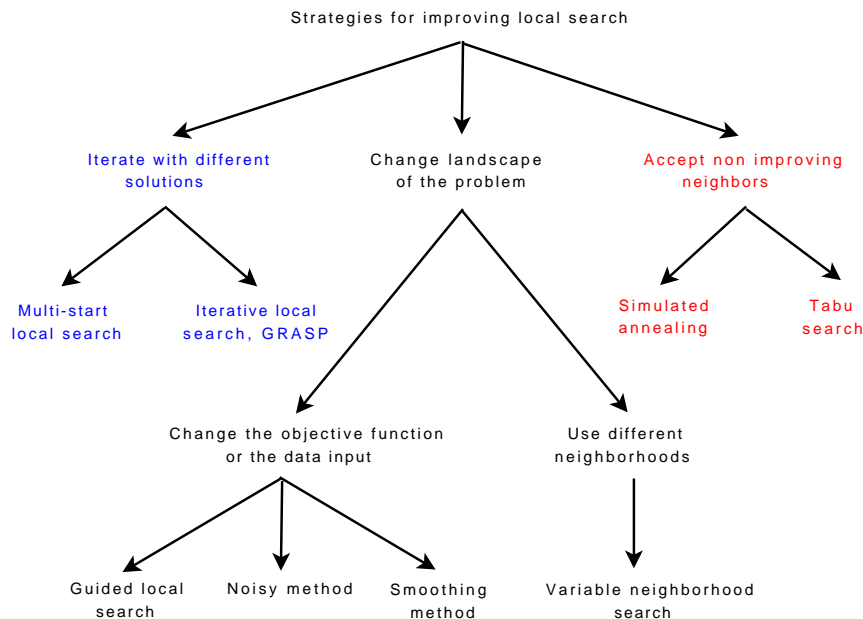 Strategies for improving local search
Iterate with different
solutions
Change landscape
of the problem
Accept non improving
neighbors
Multi-start
local search
Iterative local
search, GRASP
Simulated
annealing
Tabu
search
Change the objective function
or the data input
Use different
neighborhoods
Guided local
search
Noisy method
Smoothing
method
Variable neighborhood
search